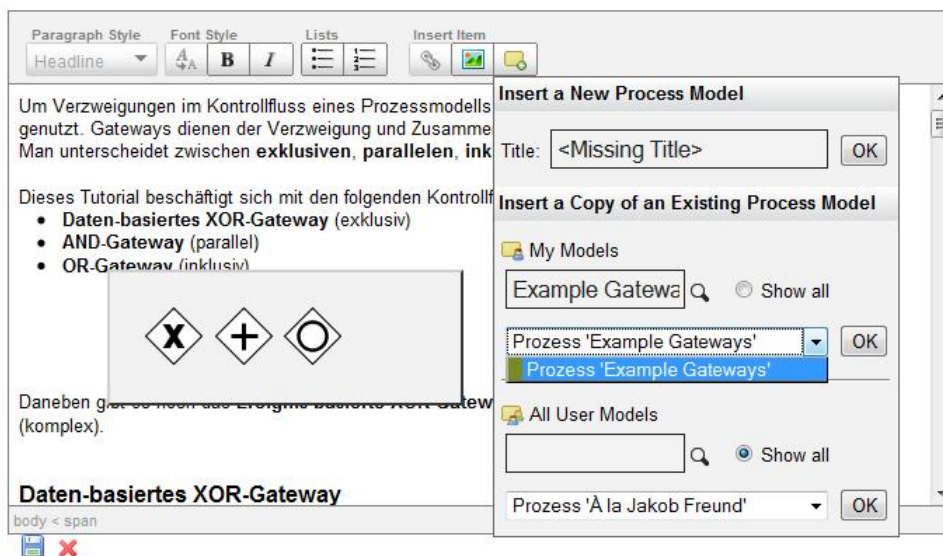 Paragraph Style Font Style Lists Insert Item
Headline A A B I
Um Verzweigungen im Kontrollfluss eines Prozessmodells
genutzt. Gateways dienen der Verzweigung und Zusamme
Man unterscheidet zwischen exklusiven, parallelen, ink
Dieses Tutorial beschäftigt sich mit den folgenden Kontrollf
• Daten-basiertes XOR-Gateway (exklusiv)
• AND-Gateway (parallel)
• OR-Gateway (inklusiv)
X + O
Daneben
(komplex).
Daten-basiertes XOR-Gateway
body < span
Insert a New Process Model
Title: <Missing Title> OK
Insert a Copy of an Existing Process Model
My Models
Example Gatewa Show all
Prozess 'Example Gateways' OK
Prozess 'Example Gateways'
All User Models
Show all
Prozess 'À la Jakob Freund' OK